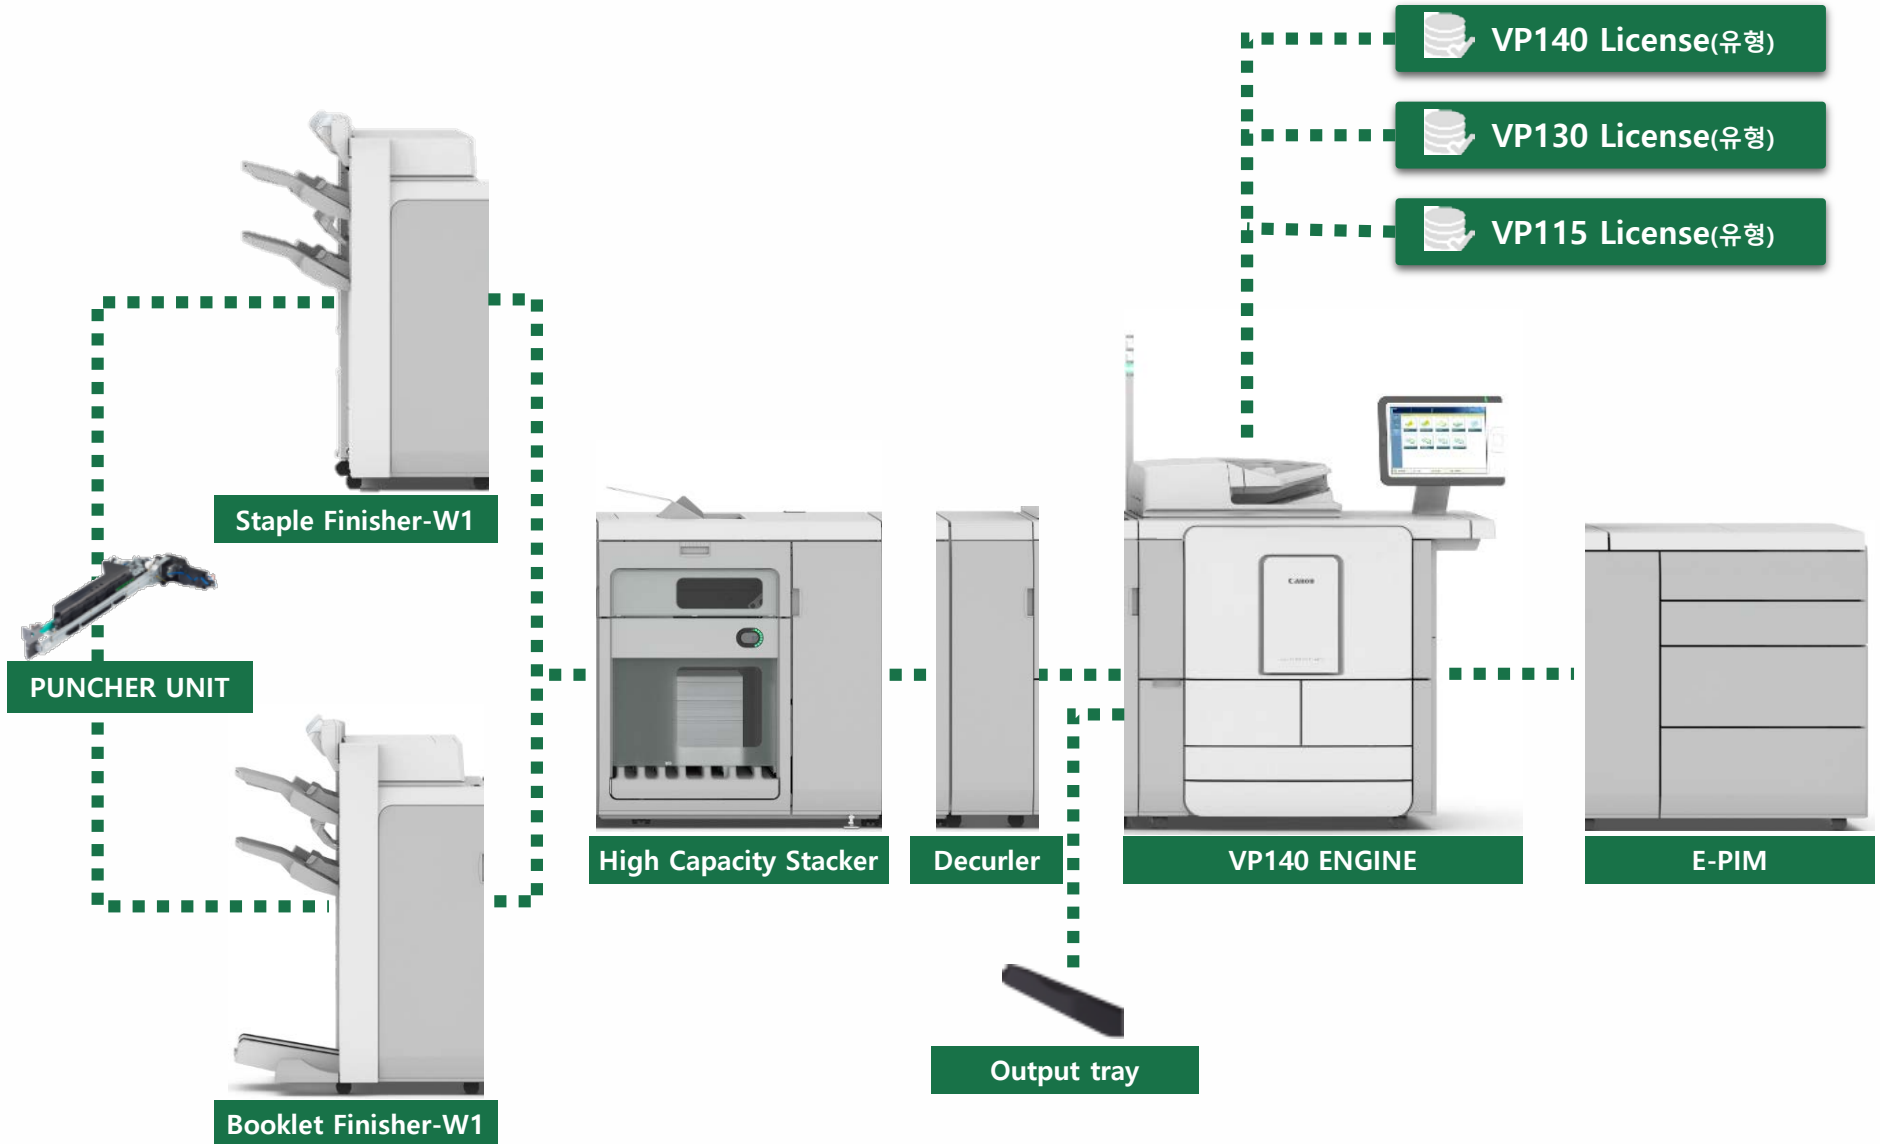 VP140 License(유형)
VP130 License(유형)
VP115 License(유형)
Staple Finisher-W1
PUNCHER UNIT
Canon
High Capacity Stacker
Decurler
VP140 ENGINE
E-PIM
Output tray
Booklet Finisher-W1